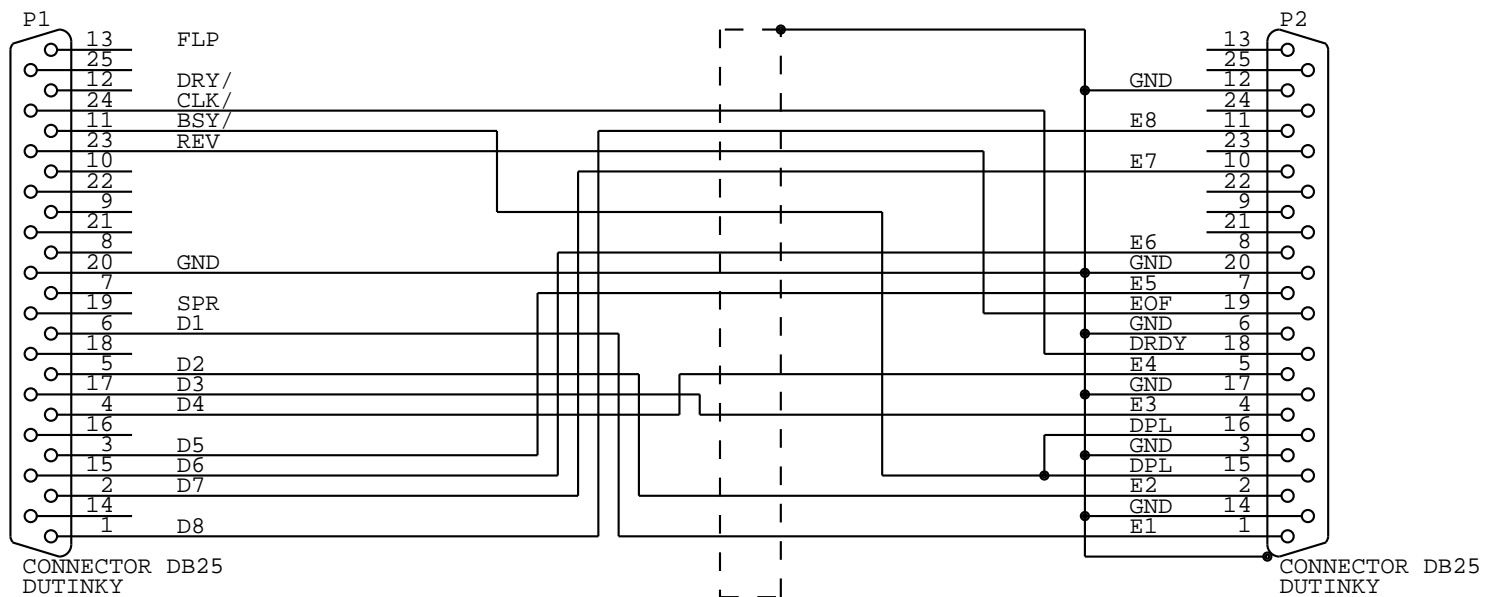 P1 P2
13 FLP 13
25 25
12 DRY/ GND 12
24 CLK/ 24
11 BSY/ E8 11
23 REV 23
10 E7 10
22 22
9 9
21 21
8 E6 8
20 GND GND 20
7 E5 7
19 SPR EOF 19
6 D1 GND 6
18 DRDY 18
5 D2 E4 5
17 D3 GND 17
4 D4 E3 4
16 DPL 16
3 D5 GND 3
15 D6 DPL 15
2 D7 E2 2
14 GND 14
1 D8 E1 1
CONNECTOR DB25 CONNECTOR DB25
DUTINKY DUTINKY